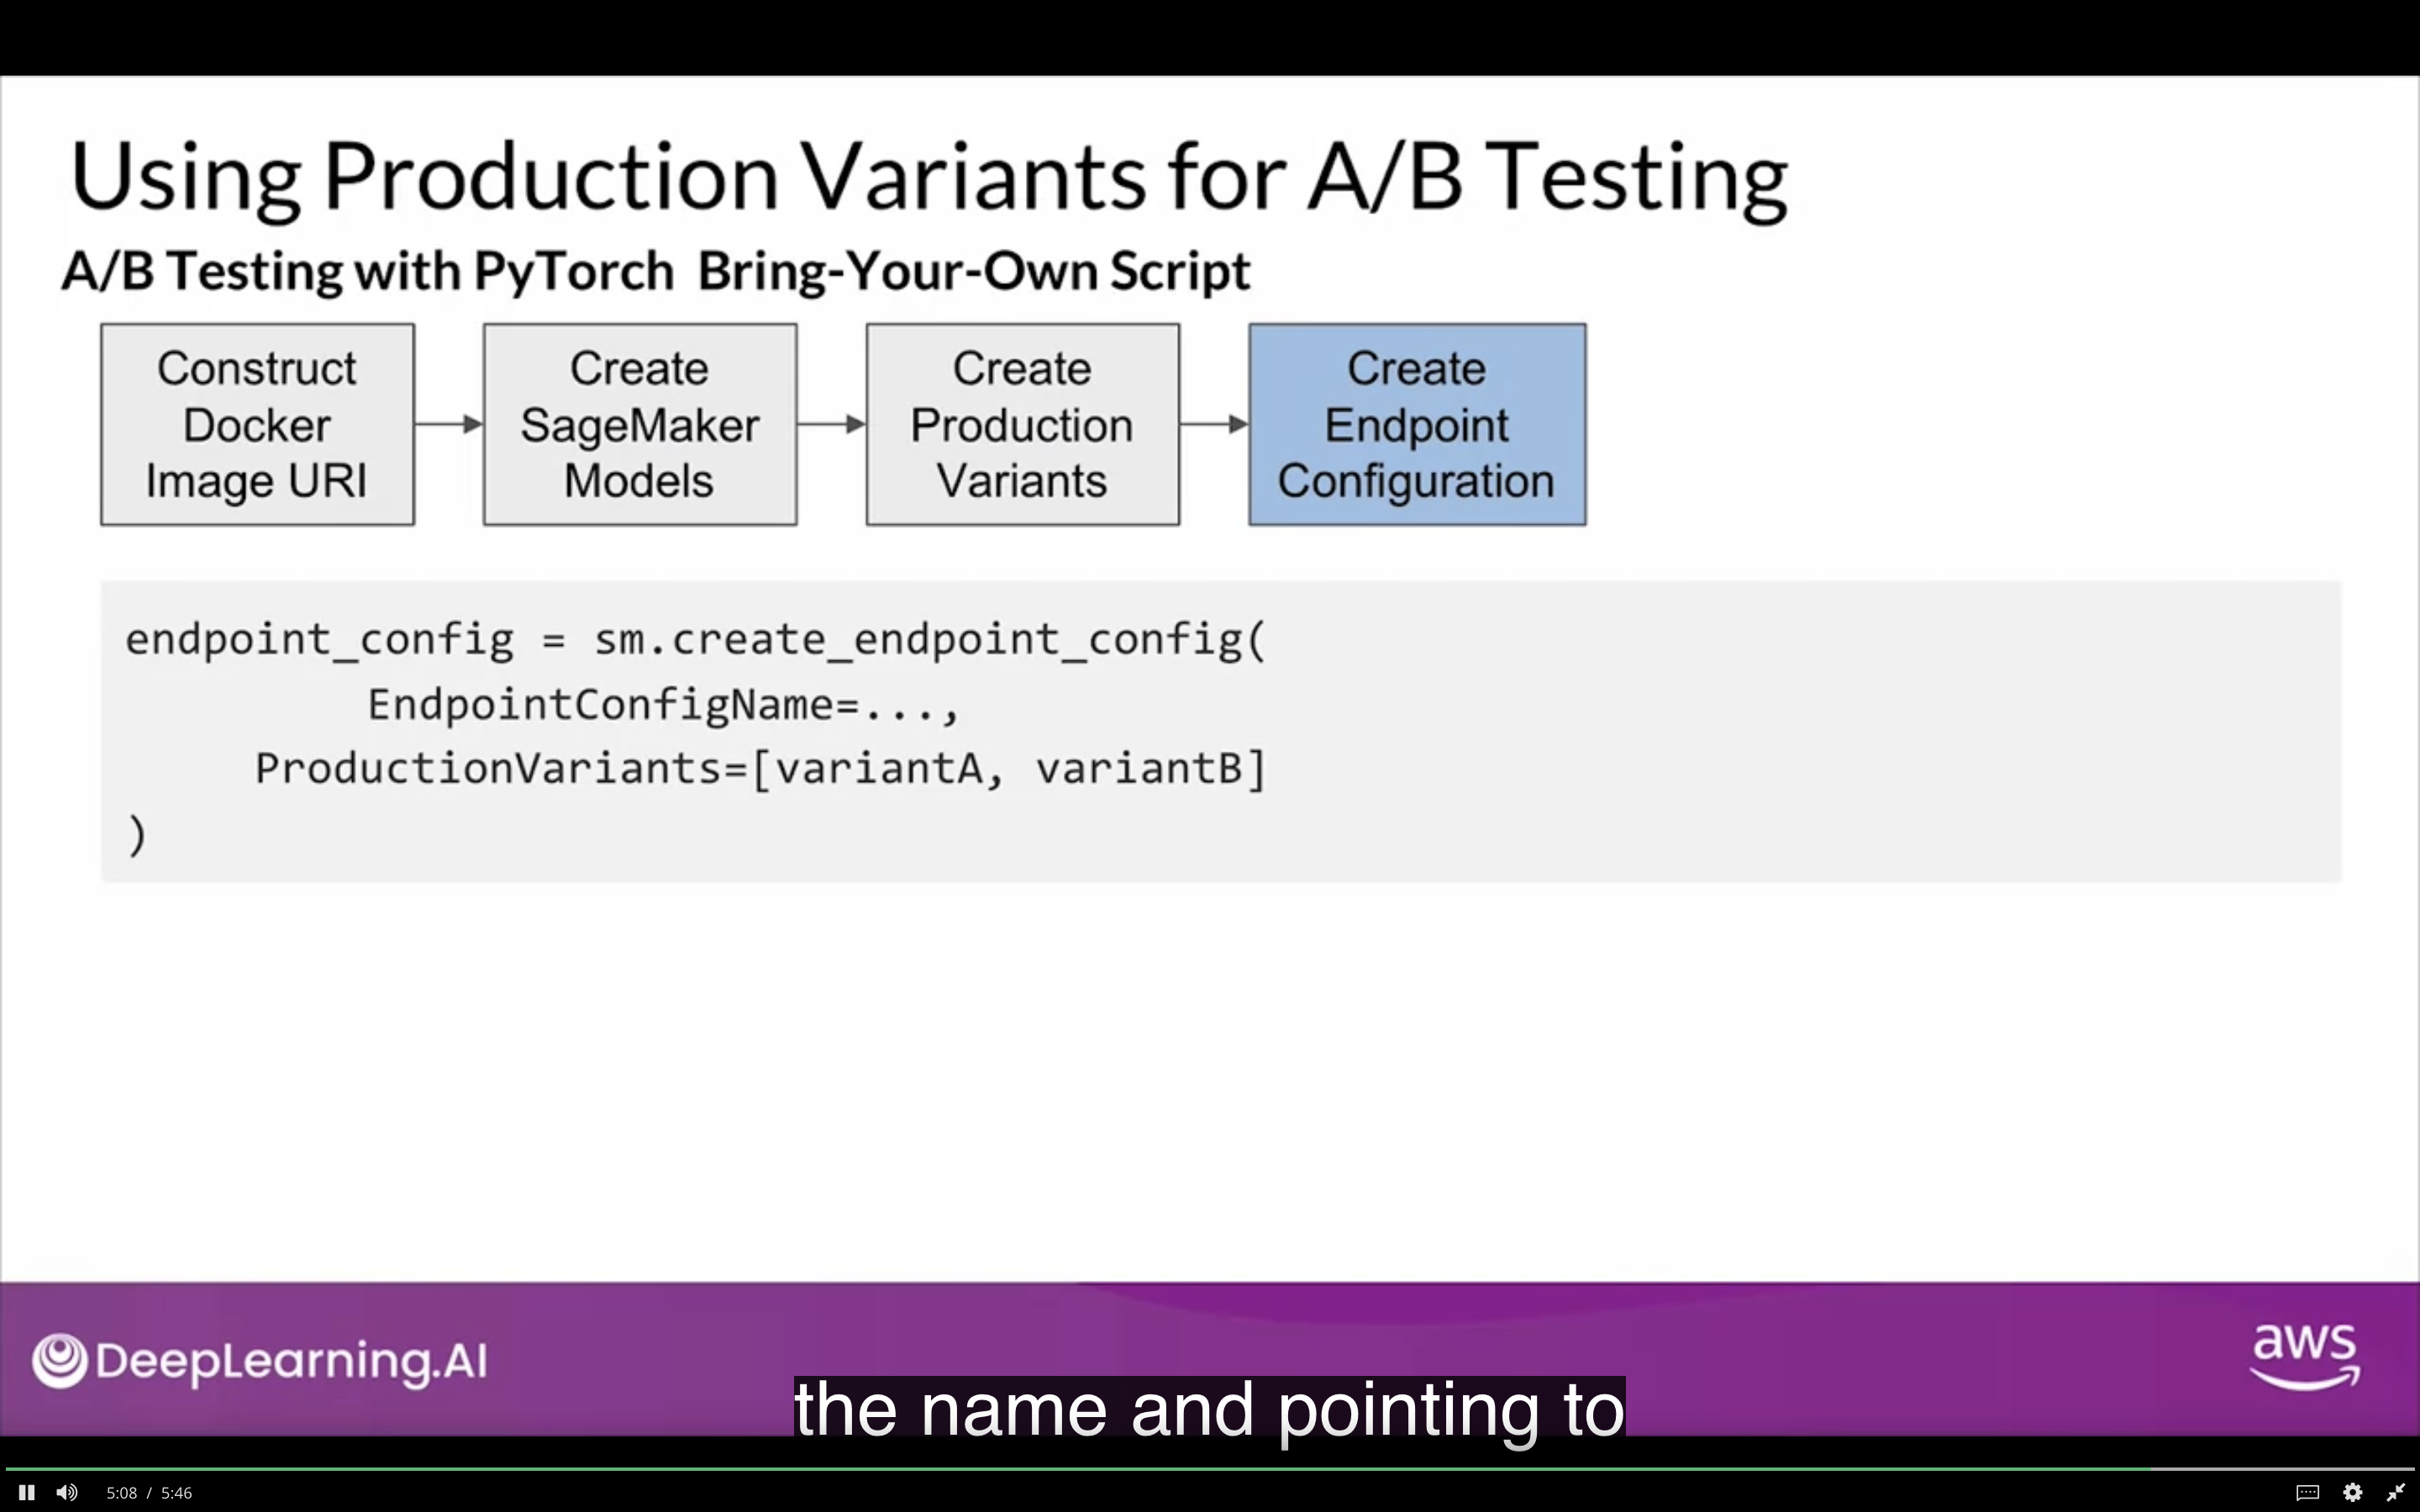 Using Production Variants for A/B Testing
A/B Testing with PyTorch Bring-Your-Own Script
Construct
Docker
Image URI
Create
SageMaker
Models
Create
Production
Variants
Create
Endpoint
Configuration
endpoint_config = sm.create_endpoint_config(
EndpointConfigName=...,
ProductionVariants=[variantA, variantB]
)
DeepLearning.AI
aws
the name and pointing to
5:08 / 5:46